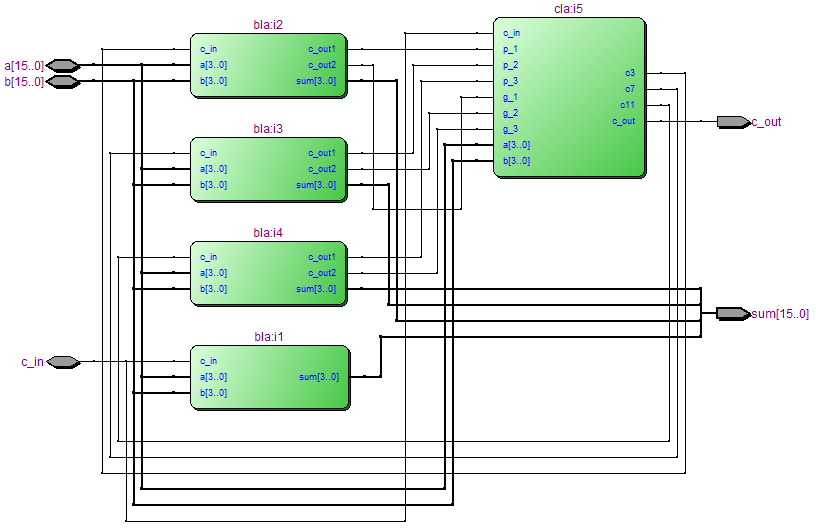 cla:i5
bla:i2
c_in
a[3..0]
b[3..0]
c_out1
c_out2
sum[3..0]
a[15..0]
b[15..0]
bla:i3
c_in
a[3..0]
b[3..0]
c_out1
c_out2
sum[3..0]
bla:i4
c_in
a[3..0]
b[3..0]
c_out1
c_out2
sum[3..0]
bla:i1
c_in
a[3..0]
b[3..0]
sum[3..0]
c_in
c_in
p_1
p_2
p_3
g_1
g_2
g_3
a[3..0]
b[3..0]
c3
c7
c11
c_out
c_out
sum[15..0]